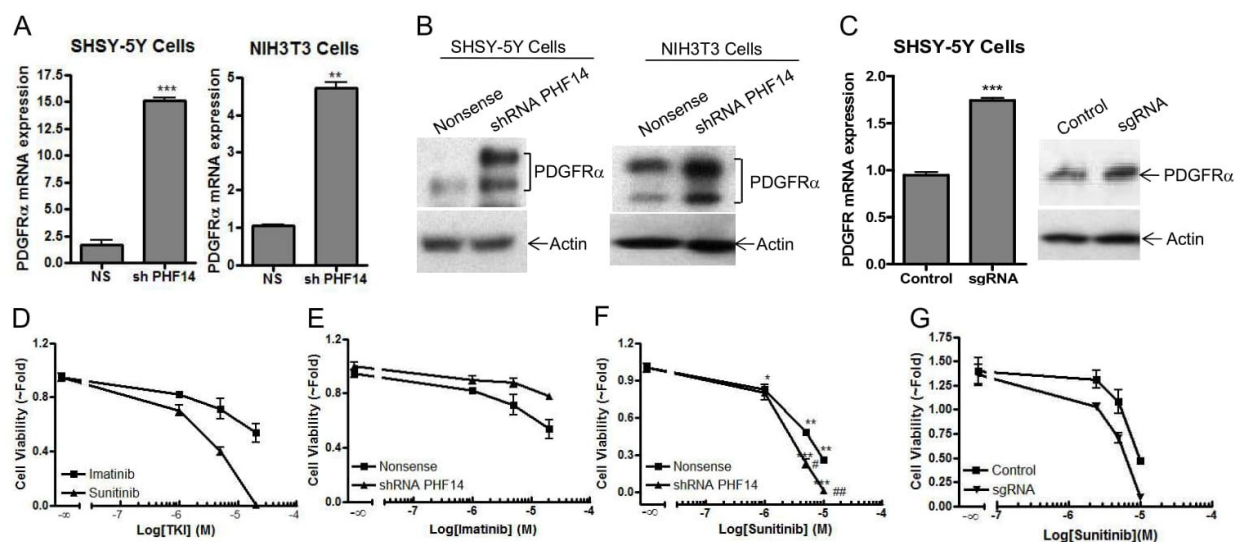 A
SHSY-5Y Cells
PDGFRα mRNA expression
17.5
15.0
12.5
10.0
7.5
5.0
2.5
0.0
***
NS
sh PHF14
NIH3T3 Cells
PDGFRα mRNA expression
5
4
3
2
1
0
**
NS
sh PHF14
B
SHSY-5Y Cells
Nonsense
shRNA PHF14
PDGFRα
Actin
NIH3T3 Cells
Nonsense
shRNA PHF14
PDGFRα
Actin
C
SHSY-5Y Cells
PDGFR mRNA expression
2.0
1.5
1.0
0.5
0.0
***
Control
sgRNA
Control
sgRNA
PDGFRα
Actin
D
Cell Viability (~Fold)
1.2
0.8
0.4
0.0
Imatinib
Sunitinib
-∞ -7 -6 -5 -4
Log[TKI] (M)
E
Cell Viability (~Fold)
1.2
0.8
0.4
0.0
Nonsense
shRNA PHF14
-∞ -7 -6 -5 -4
Log[Imatinib] (M)
F
Cell Viability (~Fold)
1.2
0.9
0.6
0.3
0.0
*
**
**
***
#
***
##
Nonsense
shRNA PHF14
-∞ -7 -6 -5 -4
Log[Sunitinib] (M)
G
Cell Viability (~Fold)
1.75
1.50
1.25
1.00
0.75
0.50
0.25
0.00
Control
sgRNA
-∞ -7 -6 -5 -4
Log[Sunitinib](M)